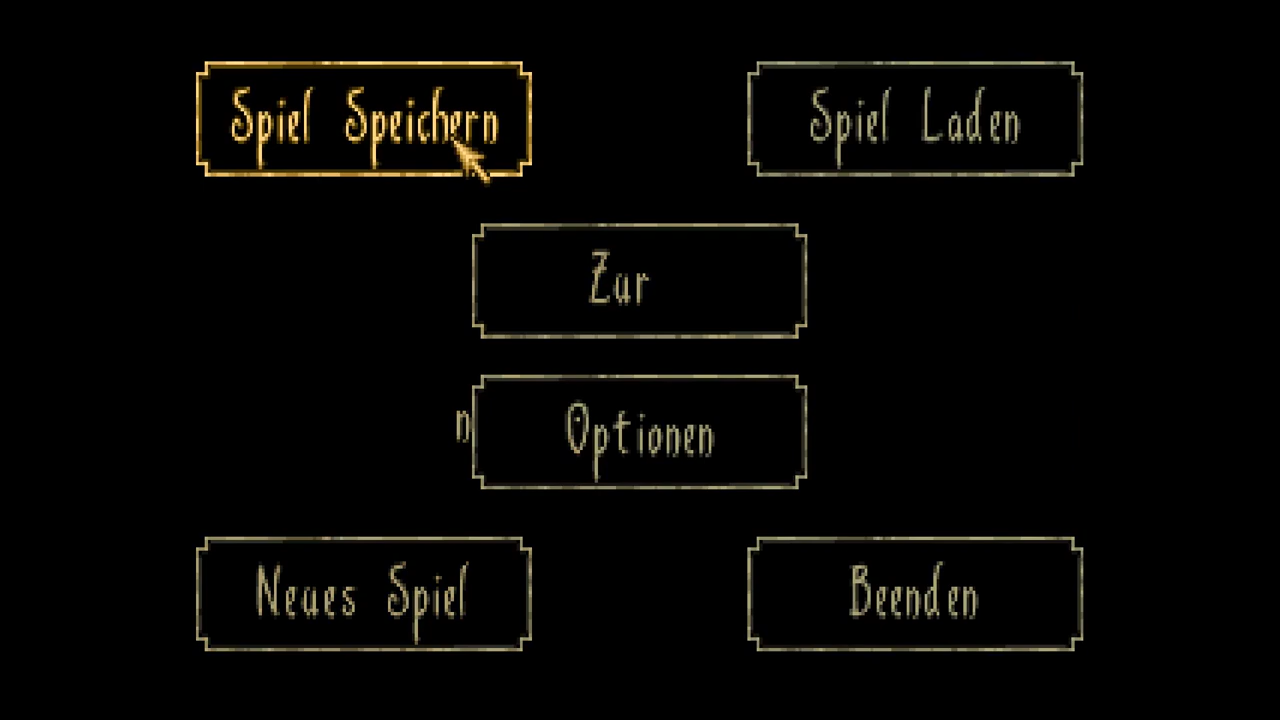 Spiel Speichern
Spiel Laden
Zur
n
Optionen
Neues Spiel
Beenden